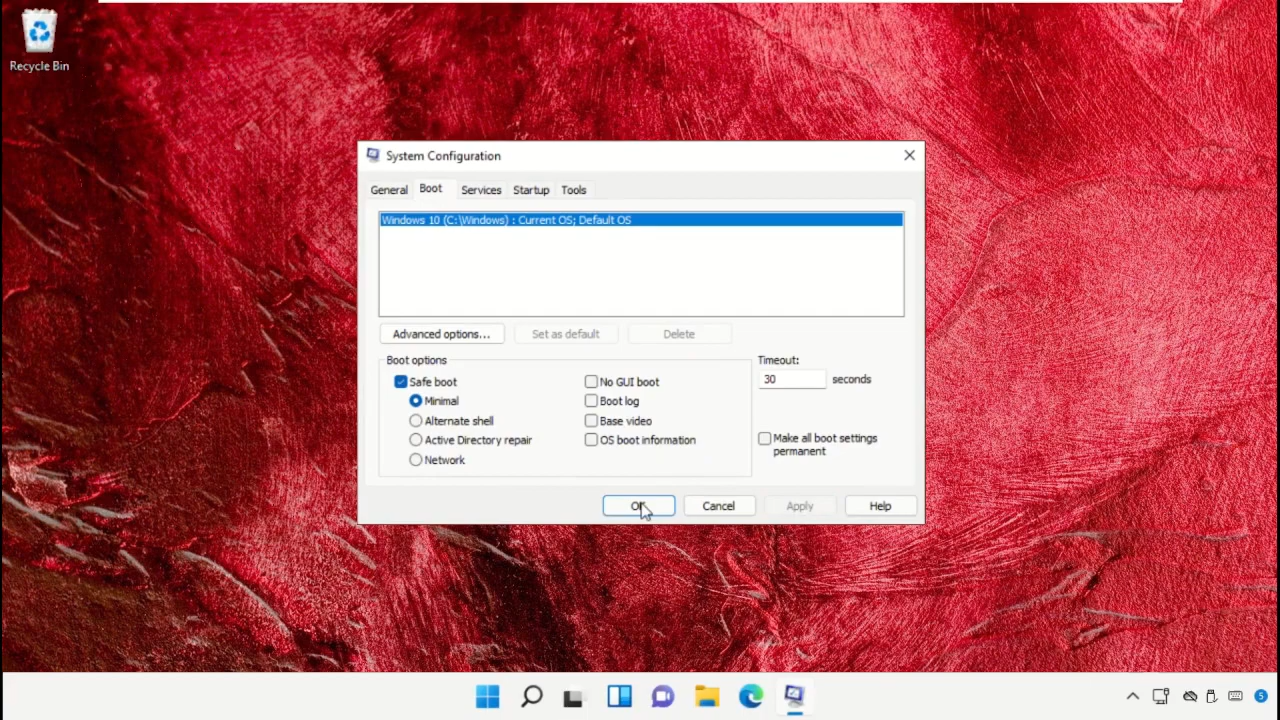 Recycle Bin
System Configuration
General Boot Services Startup Tools
Windows 10 (C:\Windows) : Current OS; Default OS
Advanced options... Set as default Delete
Boot options
Timeout:
Safe boot
No GUI boot
30 seconds
Minimal
Boot log
Alternate shell
Base video
Active Directory repair
OS boot information
Make all boot settings
permanent
Network
OK Cancel Apply Help
5